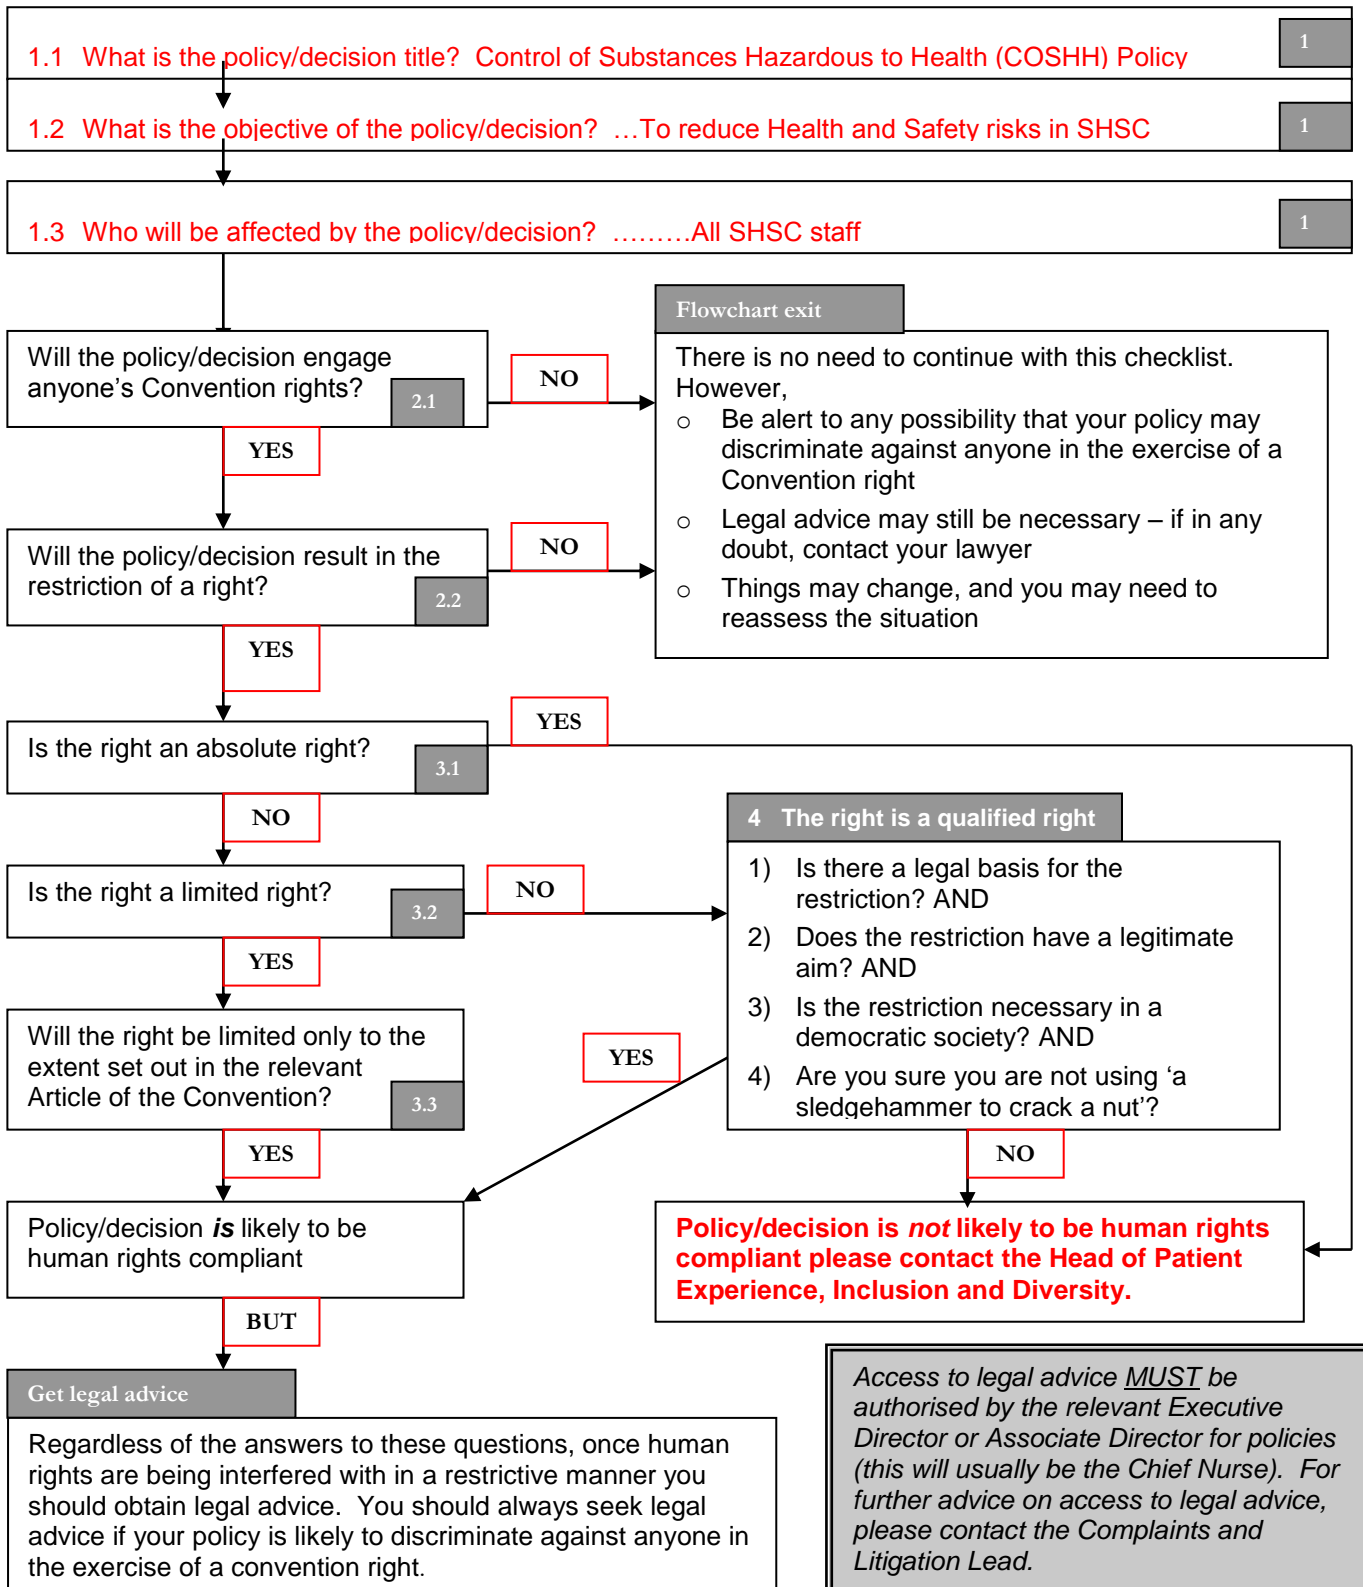 1.1 What is the policy/decision title? Control of Substances Hazardous to Health (COSHH) Policy
1
1.2 What is the objective of the policy/decision? …To reduce Health and Safety risks in SHSC
1
1.3 Who will be affected by the policy/decision? ………All SHSC staff
1
Will the policy/decision engage
anyone’s Convention rights?
2.1
NO
YES
Flowchart exit
There is no need to continue with this checklist.
However,
o Be alert to any possibility that your policy may
discriminate against anyone in the exercise of a
Convention right
o Legal advice may still be necessary – if in any
doubt, contact your lawyer
o Things may change, and you may need to
reassess the situation
Will the policy/decision result in the
restriction of a right?
2.2
NO
YES
Is the right an absolute right?
3.1
YES
NO
Is the right a limited right?
3.2
NO
YES
4 The right is a qualified right
1) Is there a legal basis for the
restriction? AND
2) Does the restriction have a legitimate
aim? AND
3) Is the restriction necessary in a
democratic society? AND
4) Are you sure you are not using ‘a
sledgehammer to crack a nut’?
Will the right be limited only to the
extent set out in the relevant
Article of the Convention?
3.3
YES
YES
NO
Policy/decision is likely to be
human rights compliant
BUT
Policy/decision is not likely to be human rights
compliant please contact the Head of Patient
Experience, Inclusion and Diversity.
Get legal advice
Regardless of the answers to these questions, once human
rights are being interfered with in a restrictive manner you
should obtain legal advice. You should always seek legal
advice if your policy is likely to discriminate against anyone in
the exercise of a convention right.
Access to legal advice MUST be
authorised by the relevant Executive
Director or Associate Director for policies
(this will usually be the Chief Nurse). For
further advice on access to legal advice,
please contact the Complaints and
Litigation Lead.